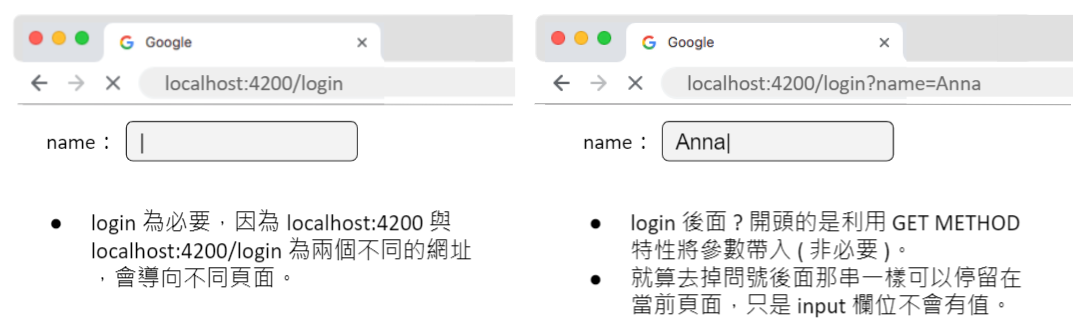 Google
localhost:4200/login
name：
login 為必要，因為 localhost:4200 與
localhost:4200/login 為兩個不同的網址
，會導向不同頁面。
Google
localhost:4200/login?name=Anna
name： Anna
login 後面 ? 開頭的是利用 GET METHOD
特性將參數帶入 ( 非必要 )。
就算去掉問號後面那串一樣可以停留在
當前頁面，只是 input 欄位不會有值。